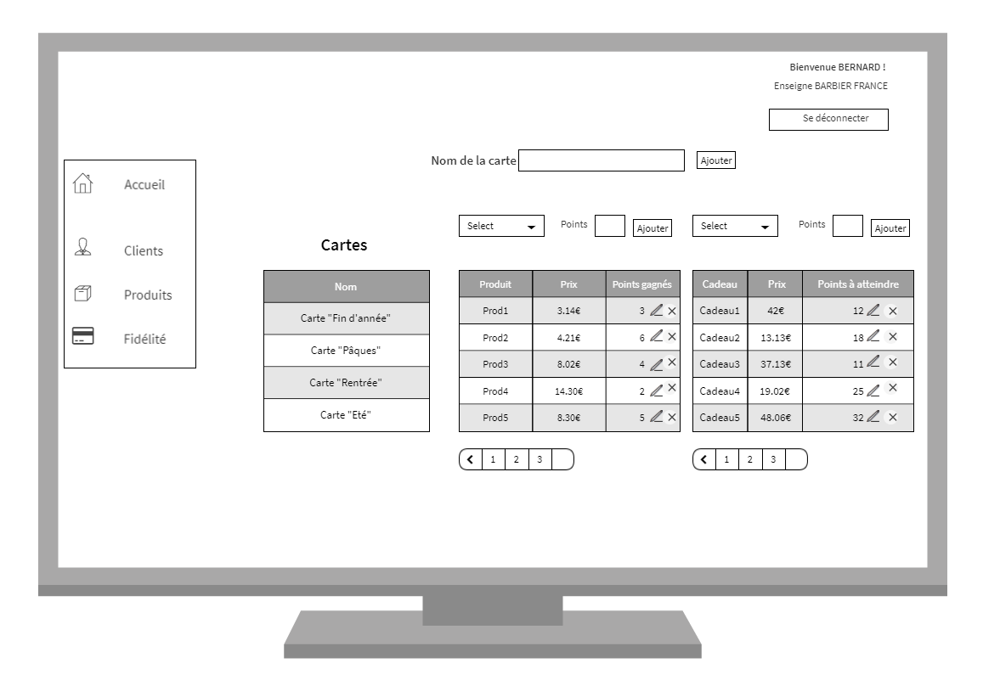 Bienvenue BERNARD !
Enseigne BARBIER FRANCE
Se déconnecter
Nom de la carte
Ajouter
Accueil
Clients
Produits
Fidélité
Select
Points
Ajouter
Select
Points
Ajouter
Cartes
Nom
Carte "Fin d'année"
Carte "Pâques"
Carte "Rentrée"
Carte "Eté"
Produit Prix Points gagnés
Prod1 3.14€ 3
Prod2 4.21€ 6
Prod3 8.02€ 4
Prod4 14.30€ 2
Prod5 8.30€ 5
1 2 3
Cadeau Prix Points à atteindre
Cadeau1 42€ 12
Cadeau2 13.13€ 18
Cadeau3 37.13€ 11
Cadeau4 19.02€ 25
Cadeau5 48.06€ 32
1 2 3